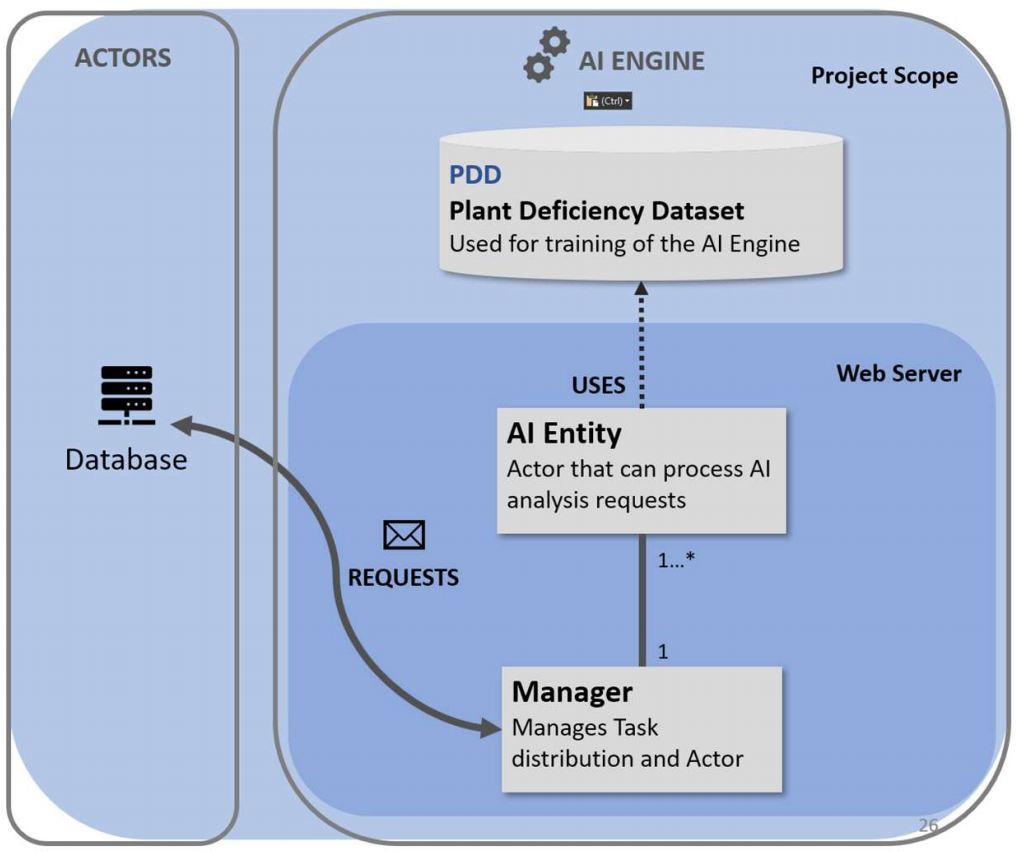 ACTORS
AI ENGINE
Project Scope
(Ctrl)
PDD
Plant Deficiency Dataset
Used for training of the AI Engine
Web Server
USES
AI Entity
Actor that can process AI
analysis requests
Database
REQUESTS
1...*
1
Manager
Manages Task
distribution and Actor
26